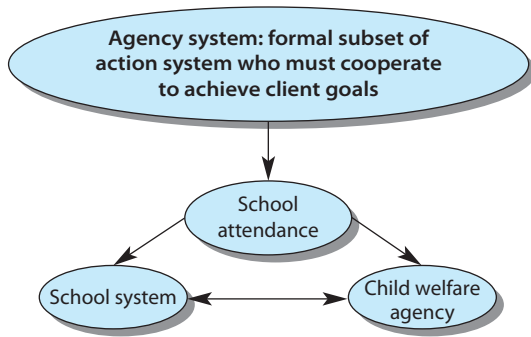 Agency system: formal subset of
action system who must cooperate
to achieve client goals
School
attendance
School system
Child welfare
agency